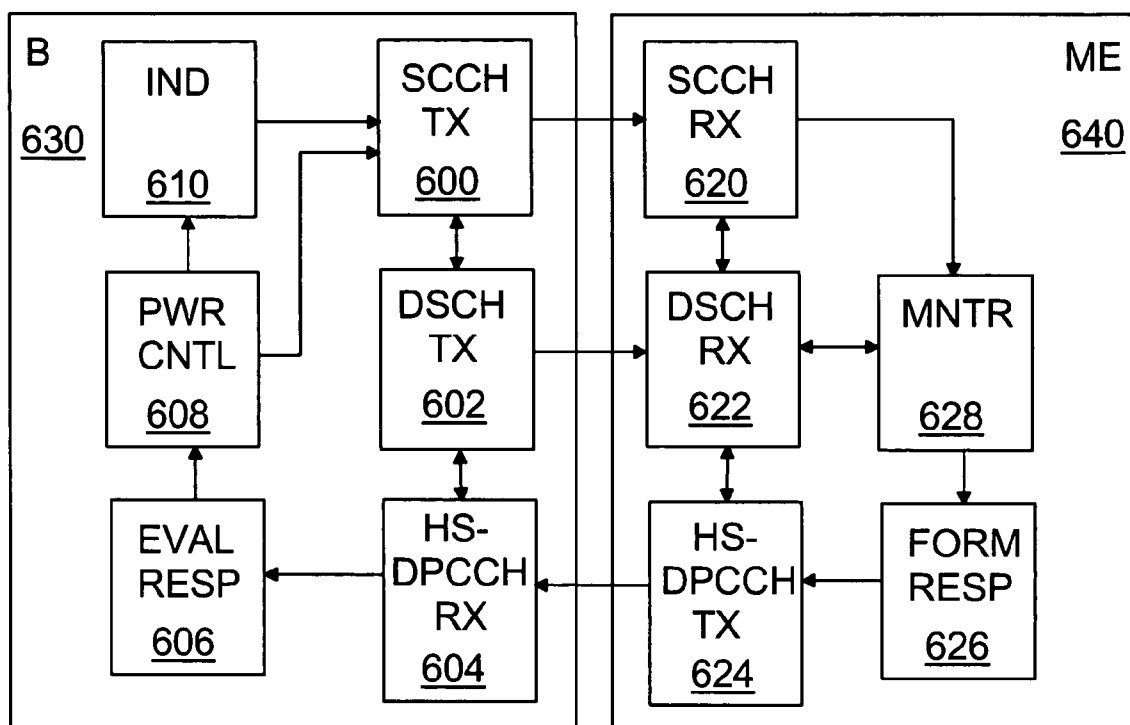 B
630
IND
610
SCCH
TX
600
SCCH
RX
620
ME
640
PWR
CNTL
608
DSCH
TX
602
DSCH
RX
622
MNTR
628
EVAL
RESP
606
HS-
DPCCH
RX
604
HS-
DPCCH
TX
624
FORM
RESP
626